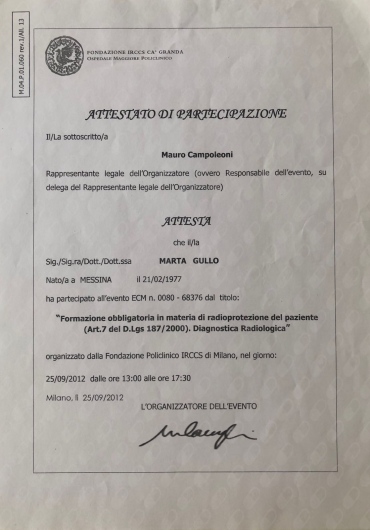 M.04.P.01.060 rev.1/All. 13
FONDAZIONE IRCCS CA' GRANDA
OSPEDALE MAGGIORE POLICLINICO
ATTESTATO DI PARTECIPAZIONE
Il/La sottoscritto/a
Mauro Campoleoni
Rappresentante legale dell'Organizzatore (ovvero Responsabile dell'evento, su
delega del Rappresentante legale dell'Organizzatore)
ATTESTA
che il/la
Sig./Sig.ra/Dott./Dott.ssa MARTA GULLO
Nato/a a MESSINA il 21/02/1977
ha partecipato all'evento ECM n. 0080 - 68376 dal titolo:
"Formazione obbligatoria in materia di radioprotezione del paziente
(Art.7 del D.Lgs 187/2000). Diagnostica Radiologica"
organizzato dalla Fondazione Policlinico IRCCS di Milano, nel giorno:
25/09/2012 dalle ore 13:00 alle ore 17:30
Milano, il 25/09/2012
L'ORGANIZZATORE DELL'EVENTO